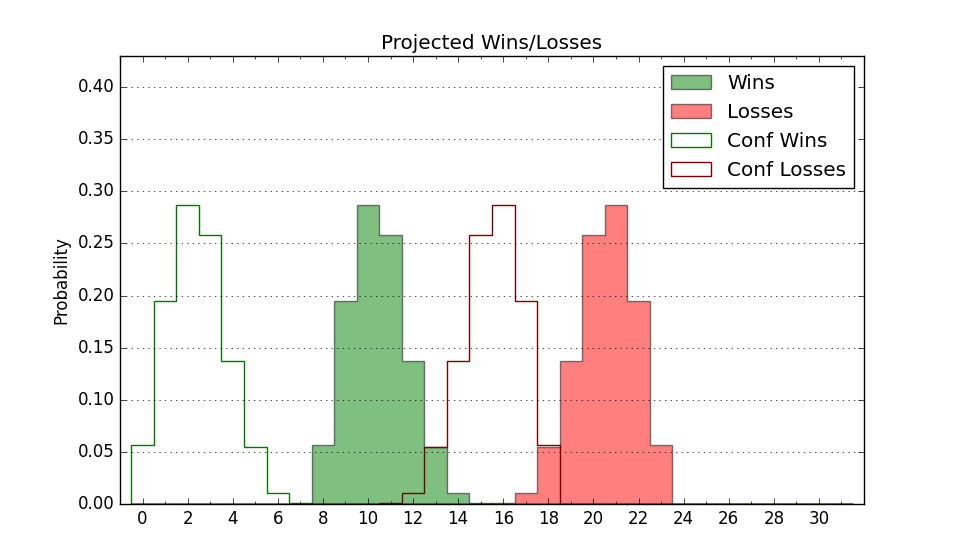 Projected Wins/Losses
Wins
Losses
Conf Wins
Conf Losses
Probability
0.40
0.35
0.30
0.25
0.20
0.15
0.10
0.05
0.00
0 2 4 6 8 10 12 14 16 18 20 22 24 26 28 30